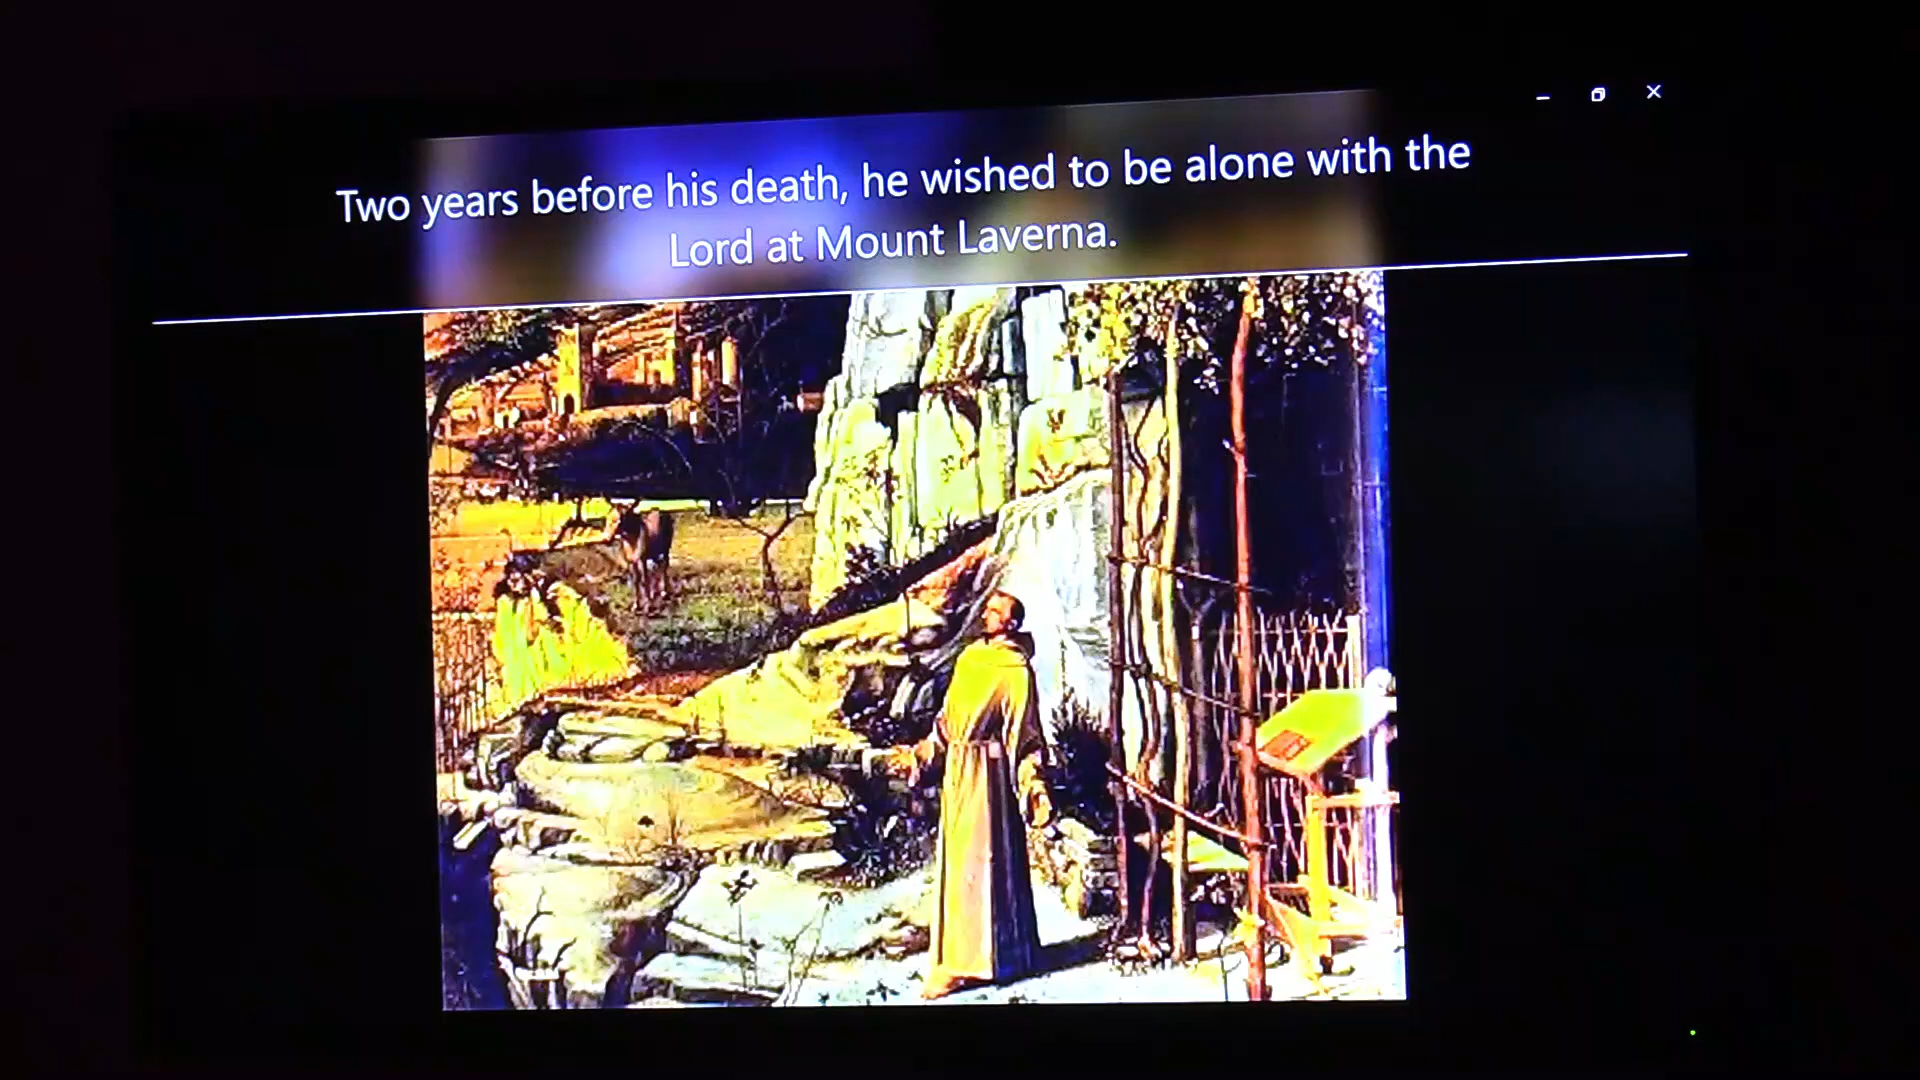 Two years before his death, he wished to be alone with the
Lord at Mount Laverna.